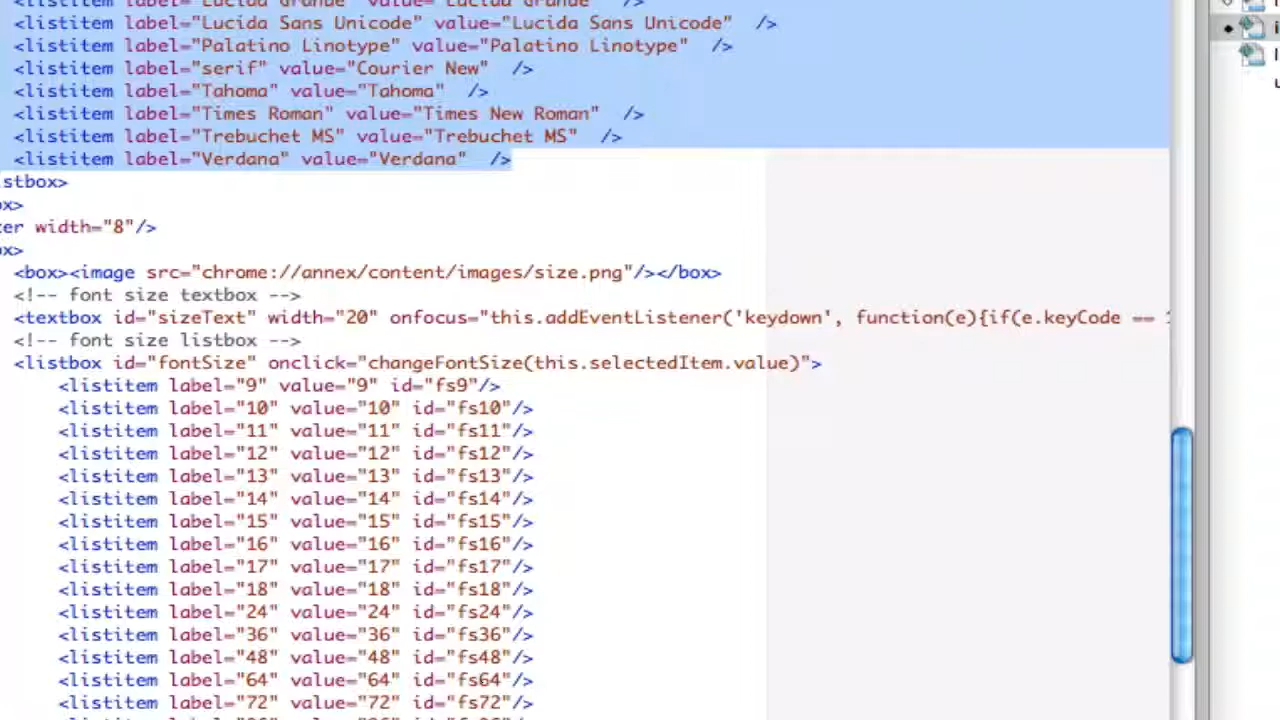 <listitem label="Lucida Grande" value="Lucida Grande" />
<listitem label="Lucida Sans Unicode" value="Lucida Sans Unicode"  />
<listitem label="Palatino Linotype" value="Palatino Linotype"  />
<listitem label="serif" value="Courier New"  />
<listitem label="Tahoma" value="Tahoma"  />
<listitem label="Times Roman" value="Times New Roman"  />
<listitem label="Trebuchet MS" value="Trebuchet MS"  />
<listitem label="Verdana" value="Verdana"  />
stbox>
ox>
er width="8"/>
ox>
<box><image src="chrome://annex/content/images/size.png"/></box>
<!-- font size textbox -->
<textbox id="sizeText" width="20" onfocus="this.addEventListener('keydown', function(e){if(e.keyCode ==
<!-- font size listbox -->
<listbox id="fontSize" onclick="changeFontSize(this.selectedItem.value)">
<listitem label="9" value="9" id="fs9"/>
<listitem label="10" value="10" id="fs10"/>
<listitem label="11" value="11" id="fs11"/>
<listitem label="12" value="12" id="fs12"/>
<listitem label="13" value="13" id="fs13"/>
<listitem label="14" value="14" id="fs14"/>
<listitem label="15" value="15" id="fs15"/>
<listitem label="16" value="16" id="fs16"/>
<listitem label="17" value="17" id="fs17"/>
<listitem label="18" value="18" id="fs18"/>
<listitem label="24" value="24" id="fs24"/>
<listitem label="36" value="36" id="fs36"/>
<listitem label="48" value="48" id="fs48"/>
<listitem label="64" value="64" id="fs64"/>
<listitem label="72" value="72" id="fs72"/>